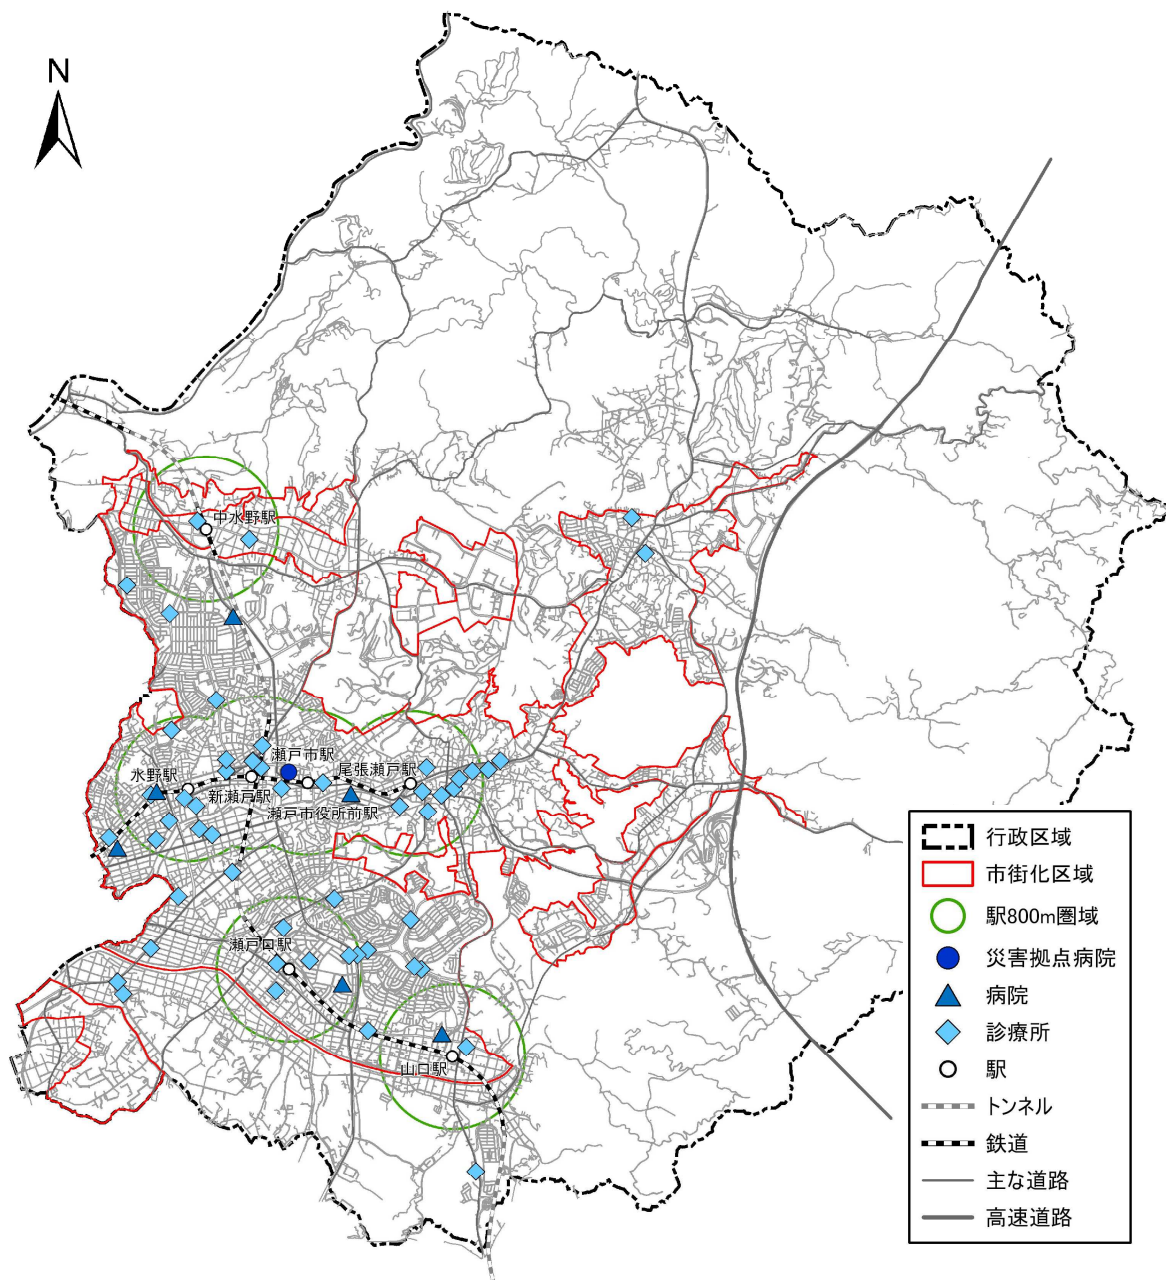 N
中水野駅
瀬戸市駅
尾張瀬戸駅
水野駅
新瀬戸駅
瀬戸市役所前駅
瀬戸口駅
山口駅
行政区域
市街化区域
駅800m圏域
災害拠点病院
病院
診療所
駅
トンネル
鉄道
主な道路
高速道路